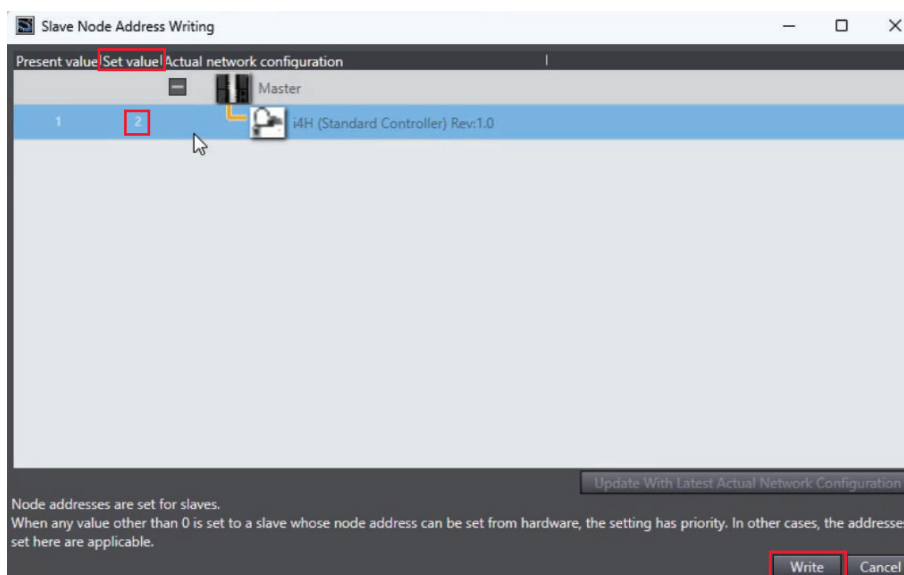 Slave Node Address Writing
Present value Set value Actual network configuration
Master
1 2 i4H (Standard Controller) Rev:1.0
Update With Latest Actual Network Configuration
Node addresses are set for slaves.
When any value other than 0 is set to a slave whose node address can be set from hardware, the setting has priority. In other cases, the addresse
set here are applicable.
Write Cancel